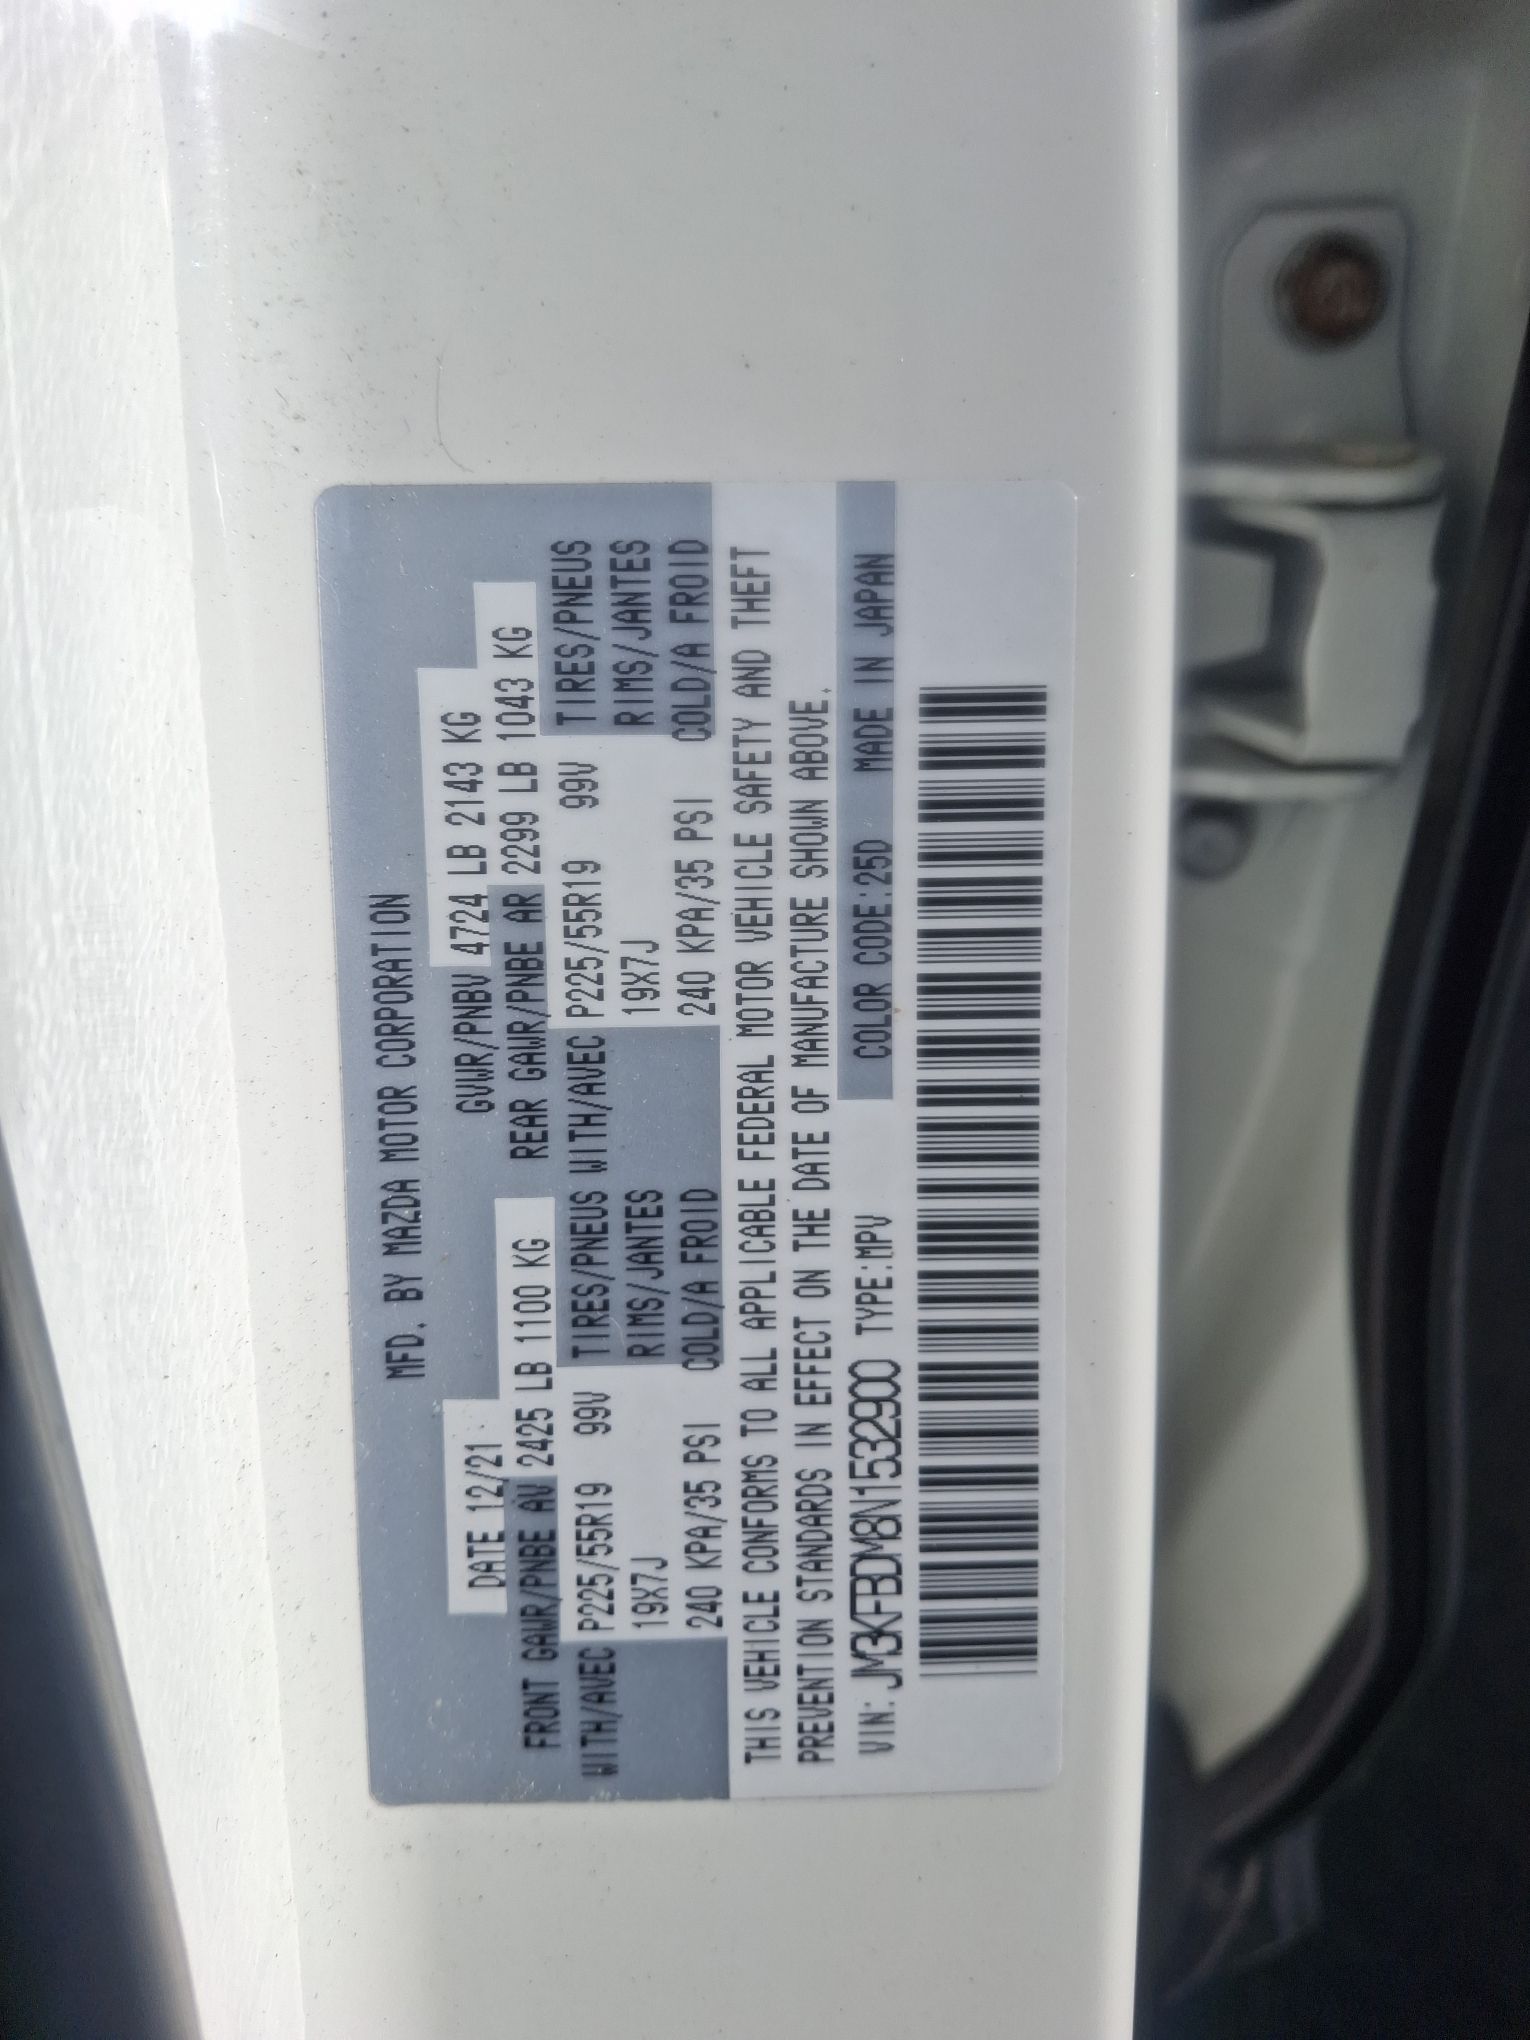 MFD. BY MAZDA MOTOR CORPORATION
DATE 12/21 GVWR/PNBV 4724 LB 2143 KG
FRONT GAWR/PNBE AV 2425 LB 1100 KG REAR GAWR/PNBE AR 2299 LB 1043 KG
WITH/AVEC P225/55R19 99V TIRES/PNEUS WITH/AVEC P225/55R19 99V TIRES/PNEUS
19X7J RIMS/JANTES 19X7J RIMS/JANTES
240 KPA/35 PSI COLD/A FROID 240 KPA/35 PSI COLD/A FROID
THIS VEHICLE CONFORMS TO ALL APPLICABLE FEDERAL MOTOR VEHICLE SAFETY AND THEFT
PREVENTION STANDARDS IN EFFECT ON THE DATE OF MANUFACTURE SHOWN ABOVE.
VIN: JM3KFBDM8N1532900 TYPE:MPV COLOR CODE:25D MADE IN JAPAN